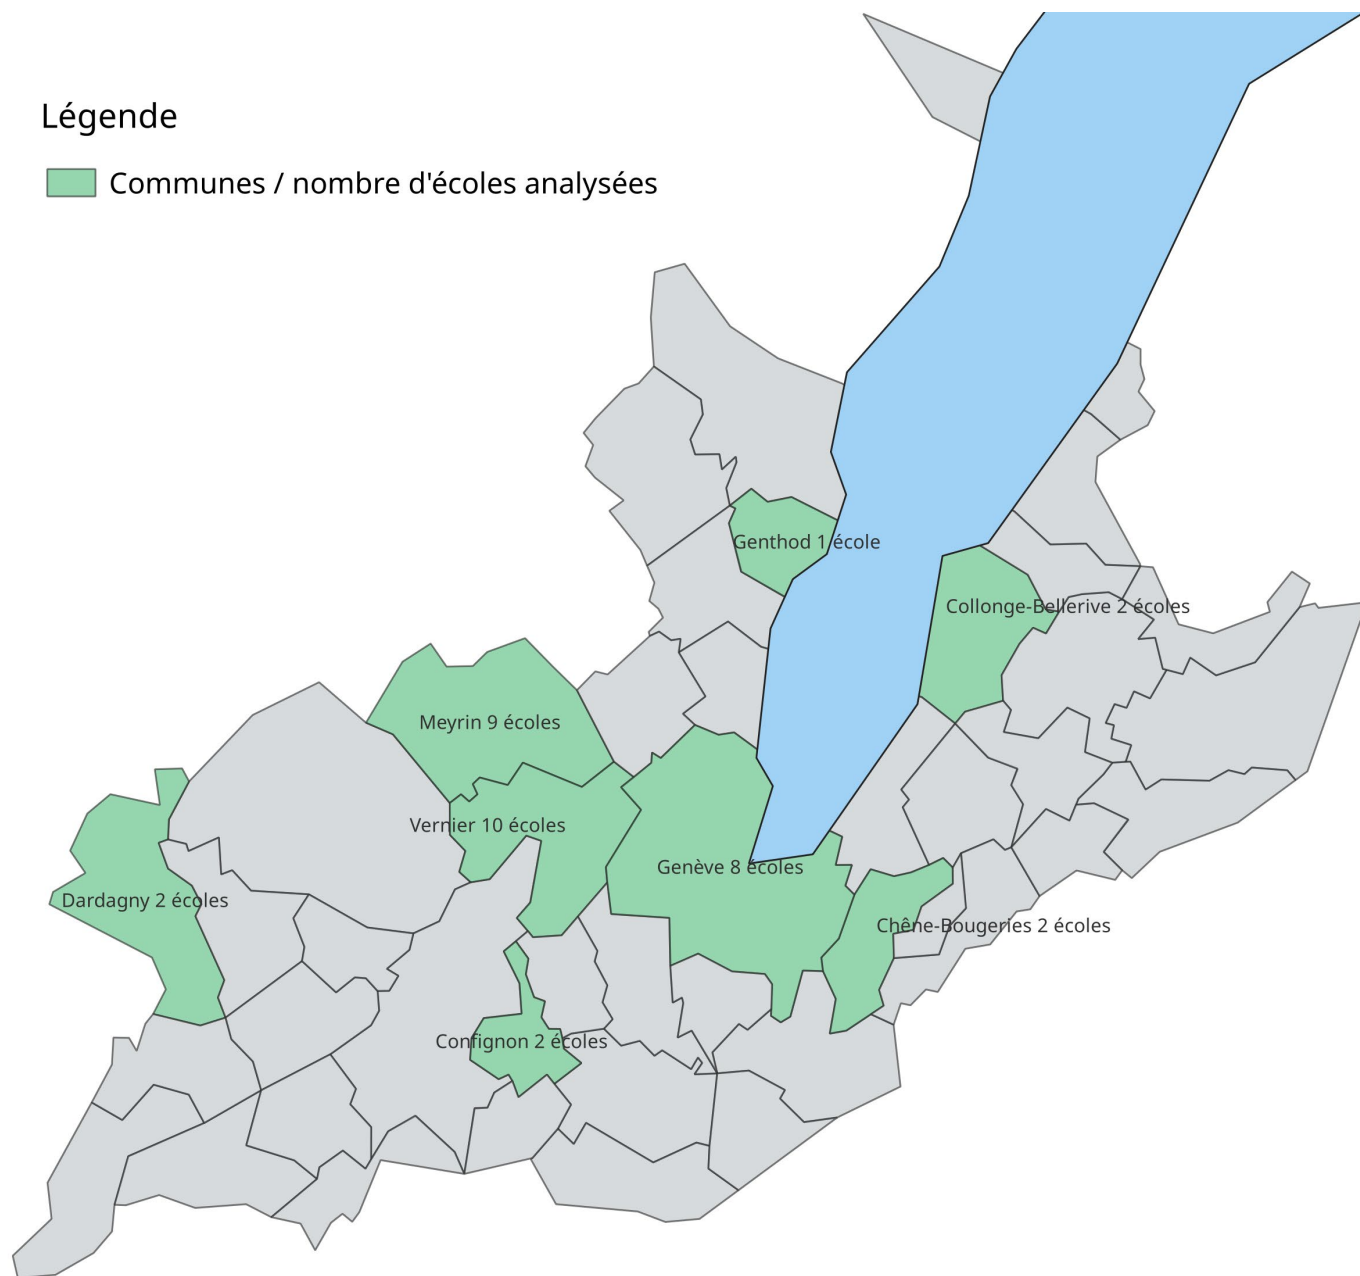 Légende
Communes / nombre d'écoles analysées
Genthod 1 école
Collonge-Bellerive 2 écoles
Meyrin 9 écoles
Vernier 10 écoles
Genève 8 écoles
Dardagny 2 écoles
Chêne-Bougeries 2 écoles
Confignon 2 écoles